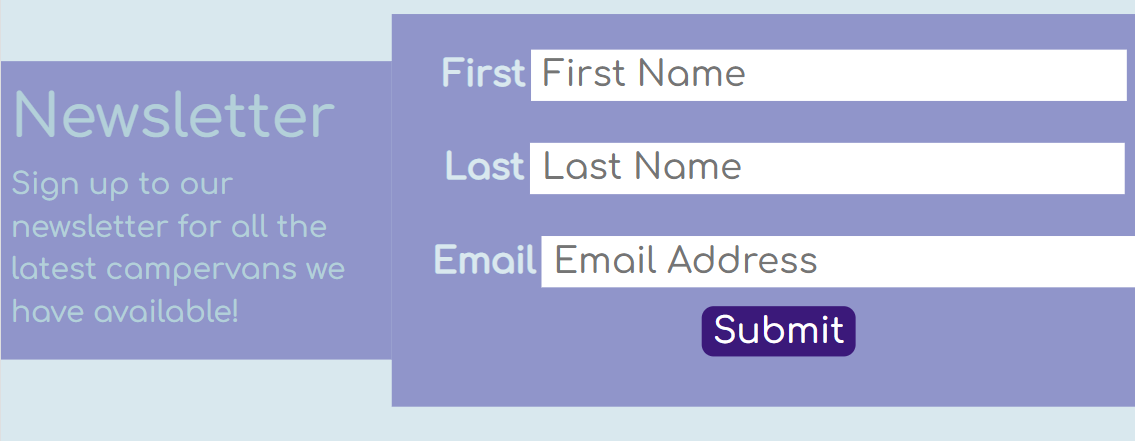 Newsletter
Sign up to our
newsletter for all the
latest campervans we
have available!
First First Name
Last Last Name
Email Email Address
Submit